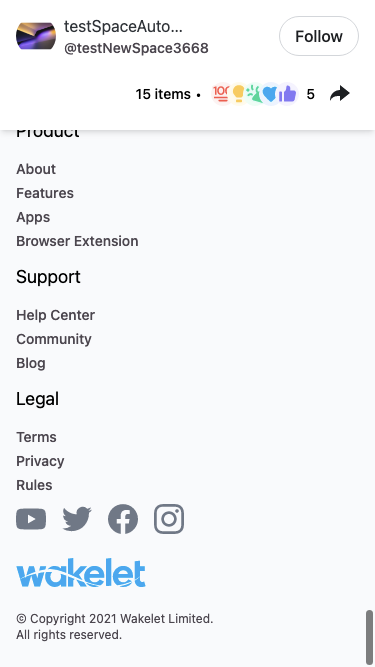 testSpaceAuto...
@testNewSpace3668
Follow
15 items • 5
Product
About
Features
Apps
Browser Extension
Support
Help Center
Community
Blog
Legal
Terms
Privacy
Rules
wakelet
© Copyright 2021 Wakelet Limited.
All rights reserved.